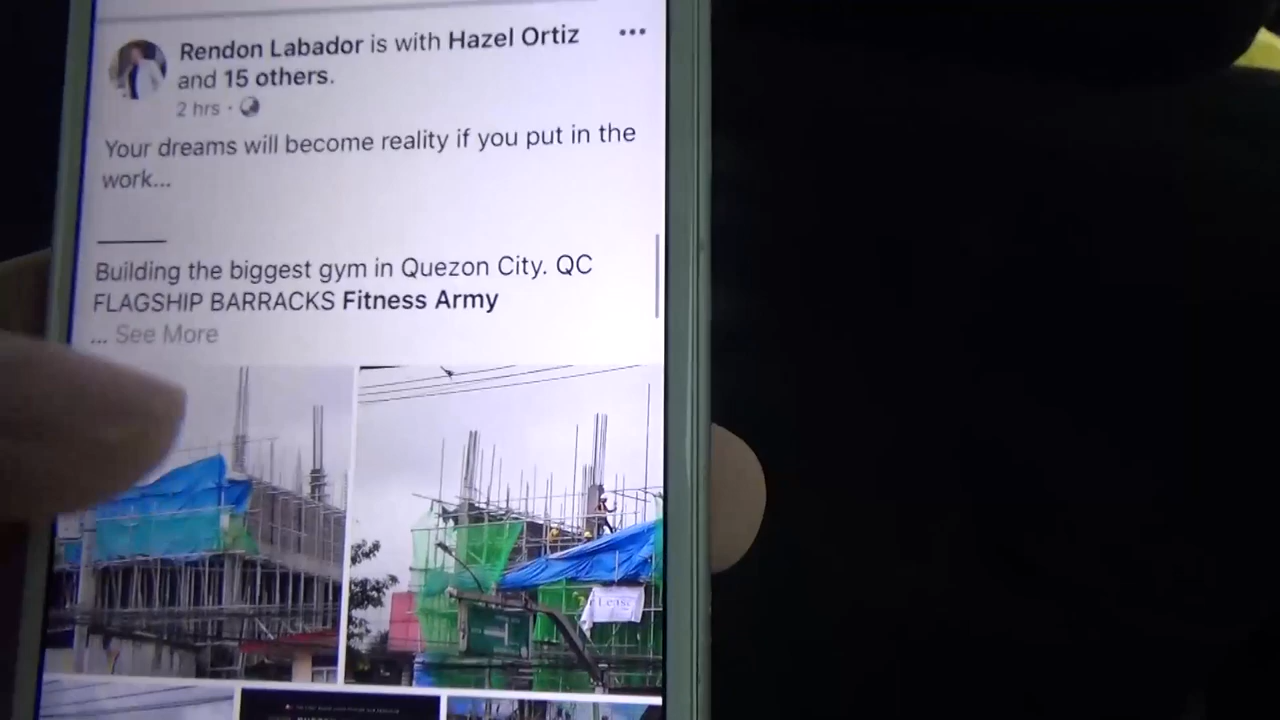 Rendon Labador is with Hazel Ortiz
and 15 others.
2 hrs ·
Your dreams will become reality if you put in the
work...
Building the biggest gym in Quezon City. QC
FLAGSHIP BARRACKS Fitness Army
... See More
Lease